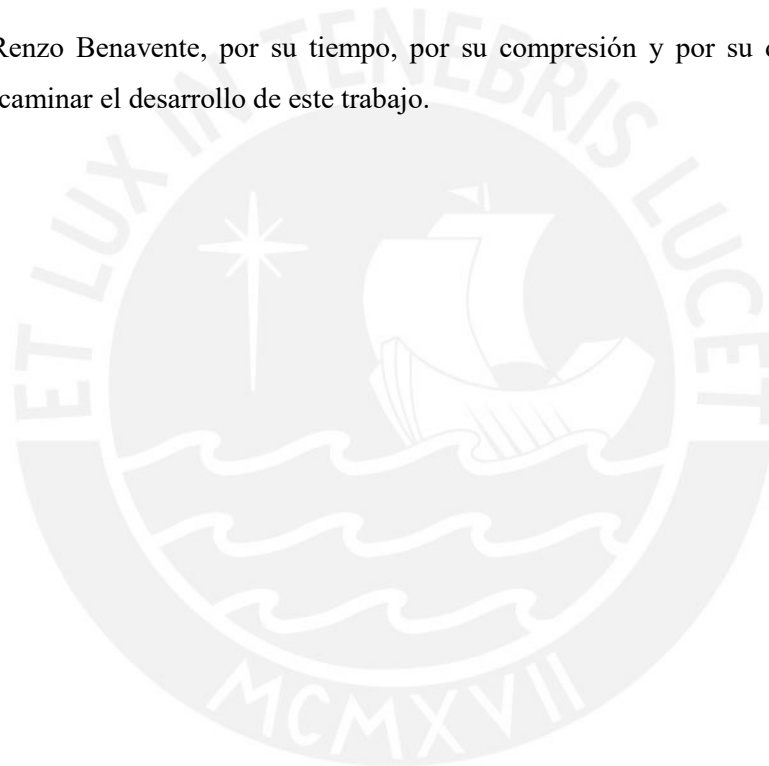 Renzo Benavente, por su tiempo, por su compresión y por su
caminar el desarrollo de este trabajo.
ET LUX IN TENEBRIS LUCET
MCMXVII